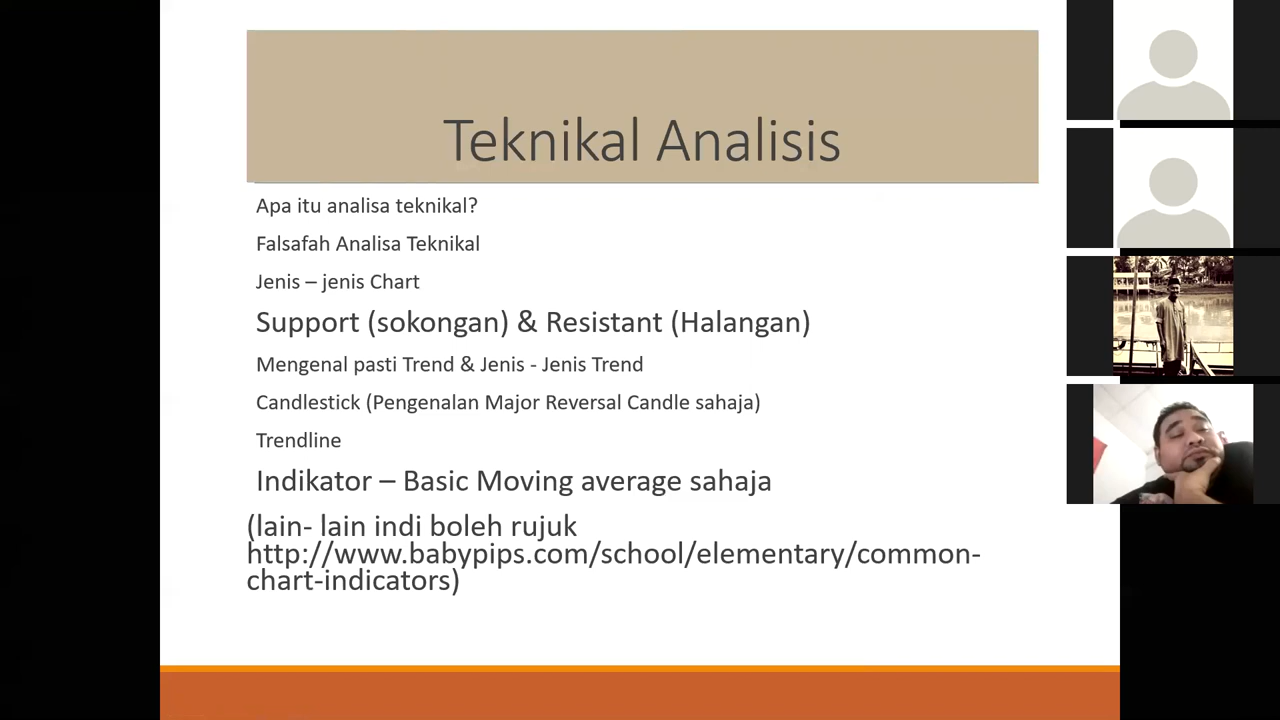 Teknikal Analisis
Apa itu analisa teknikal?
Falsafah Analisa Teknikal
Jenis – jenis Chart
Support (sokongan) & Resistant (Halangan)
Mengenal pasti Trend & Jenis - Jenis Trend
Candlestick (Pengenalan Major Reversal Candle sahaja)
Trendline
Indikator – Basic Moving average sahaja
(lain- lain indi boleh rujuk
http://www.babypips.com/school/elementary/common-
chart-indicators)